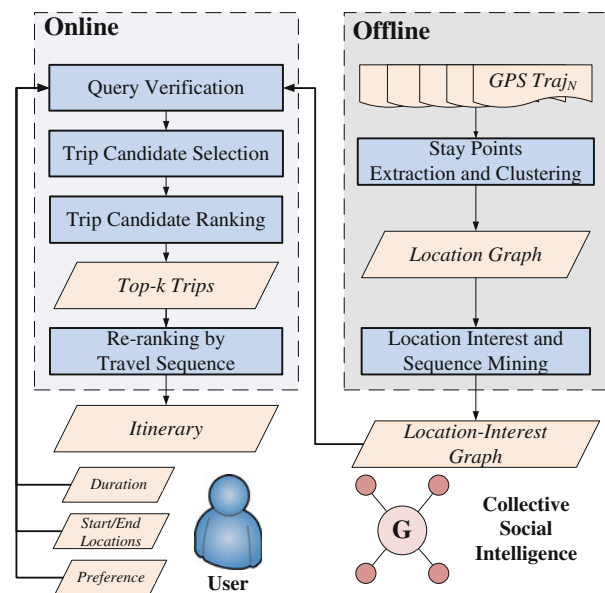 Online
Query Verification
Trip Candidate Selection
Trip Candidate Ranking
Top-k Trips
Re-ranking by
Travel Sequence
Itinerary
Duration
Start/End
Locations
Preference
User
Offline
GPS Traj_N
Stay Points
Extraction and Clustering
Location Graph
Location Interest and
Sequence Mining
Location-Interest
Graph
G
Collective
Social
Intelligence